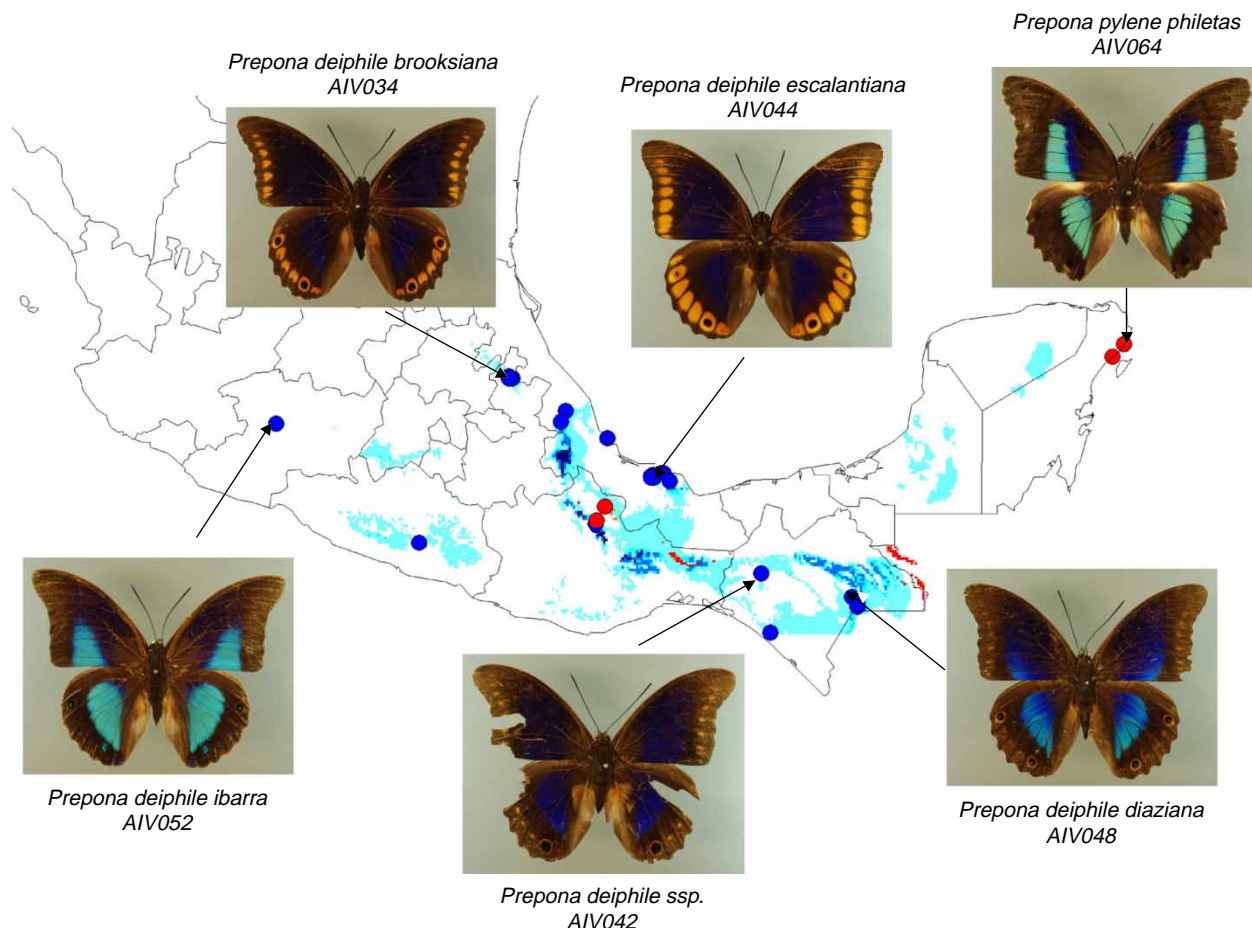 Prepona pylene philetas
AIV064
Prepona deiphile brooksiana
AIV034
Prepona deiphile escalantiana
AIV044
Prepona deiphile ibarra
AIV052
Prepona deiphile diaziana
AIV048
Prepona deiphile ssp.
AIV042